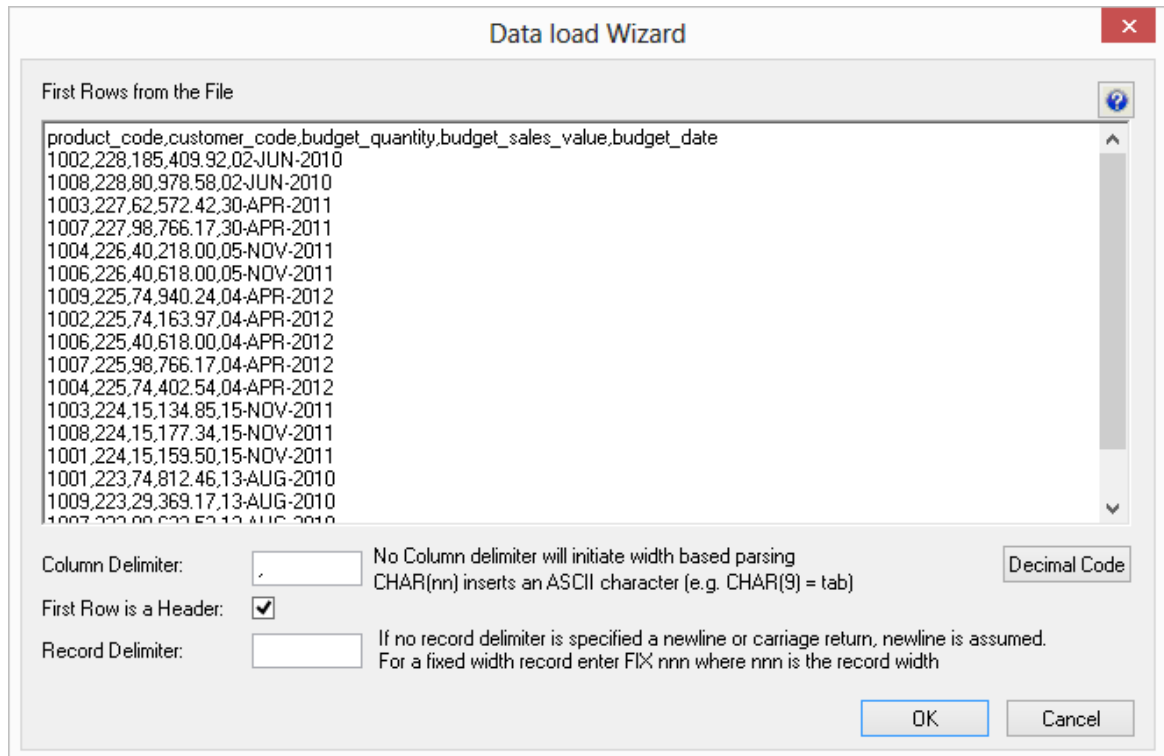 Data load Wizard
First Rows from the File
product_code,customer_code,budget_quantity,budget_sales_value,budget_date
1002,228,185,409.92,02-JUN-2010
1008,228,80,978.58,02-JUN-2010
1003,227,62,572.42,30-APR-2011
1007,227,98,766.17,30-APR-2011
1004,226,40,218.00,05-NOV-2011
1006,226,40,618.00,05-NOV-2011
1009,225,74,940.24,04-APR-2012
1002,225,74,163.97,04-APR-2012
1006,225,40,618.00,04-APR-2012
1007,225,98,766.17,04-APR-2012
1004,225,74,402.54,04-APR-2012
1003,224,15,134.85,15-NOV-2011
1008,224,15,177.34,15-NOV-2011
1001,224,15,159.50,15-NOV-2011
1001,223,74,812.46,13-AUG-2010
1009,223,29,369.17,13-AUG-2010
Column Delimiter: , No Column delimiter will initiate width based parsing
CHAR(nn) inserts an ASCII character (e.g. CHAR(9) = tab)
Decimal Code
First Row is a Header:
Record Delimiter: If no record delimiter is specified a newline or carriage return, newline is assumed.
For a fixed width record enter FIX nnn where nnn is the record width
OK Cancel